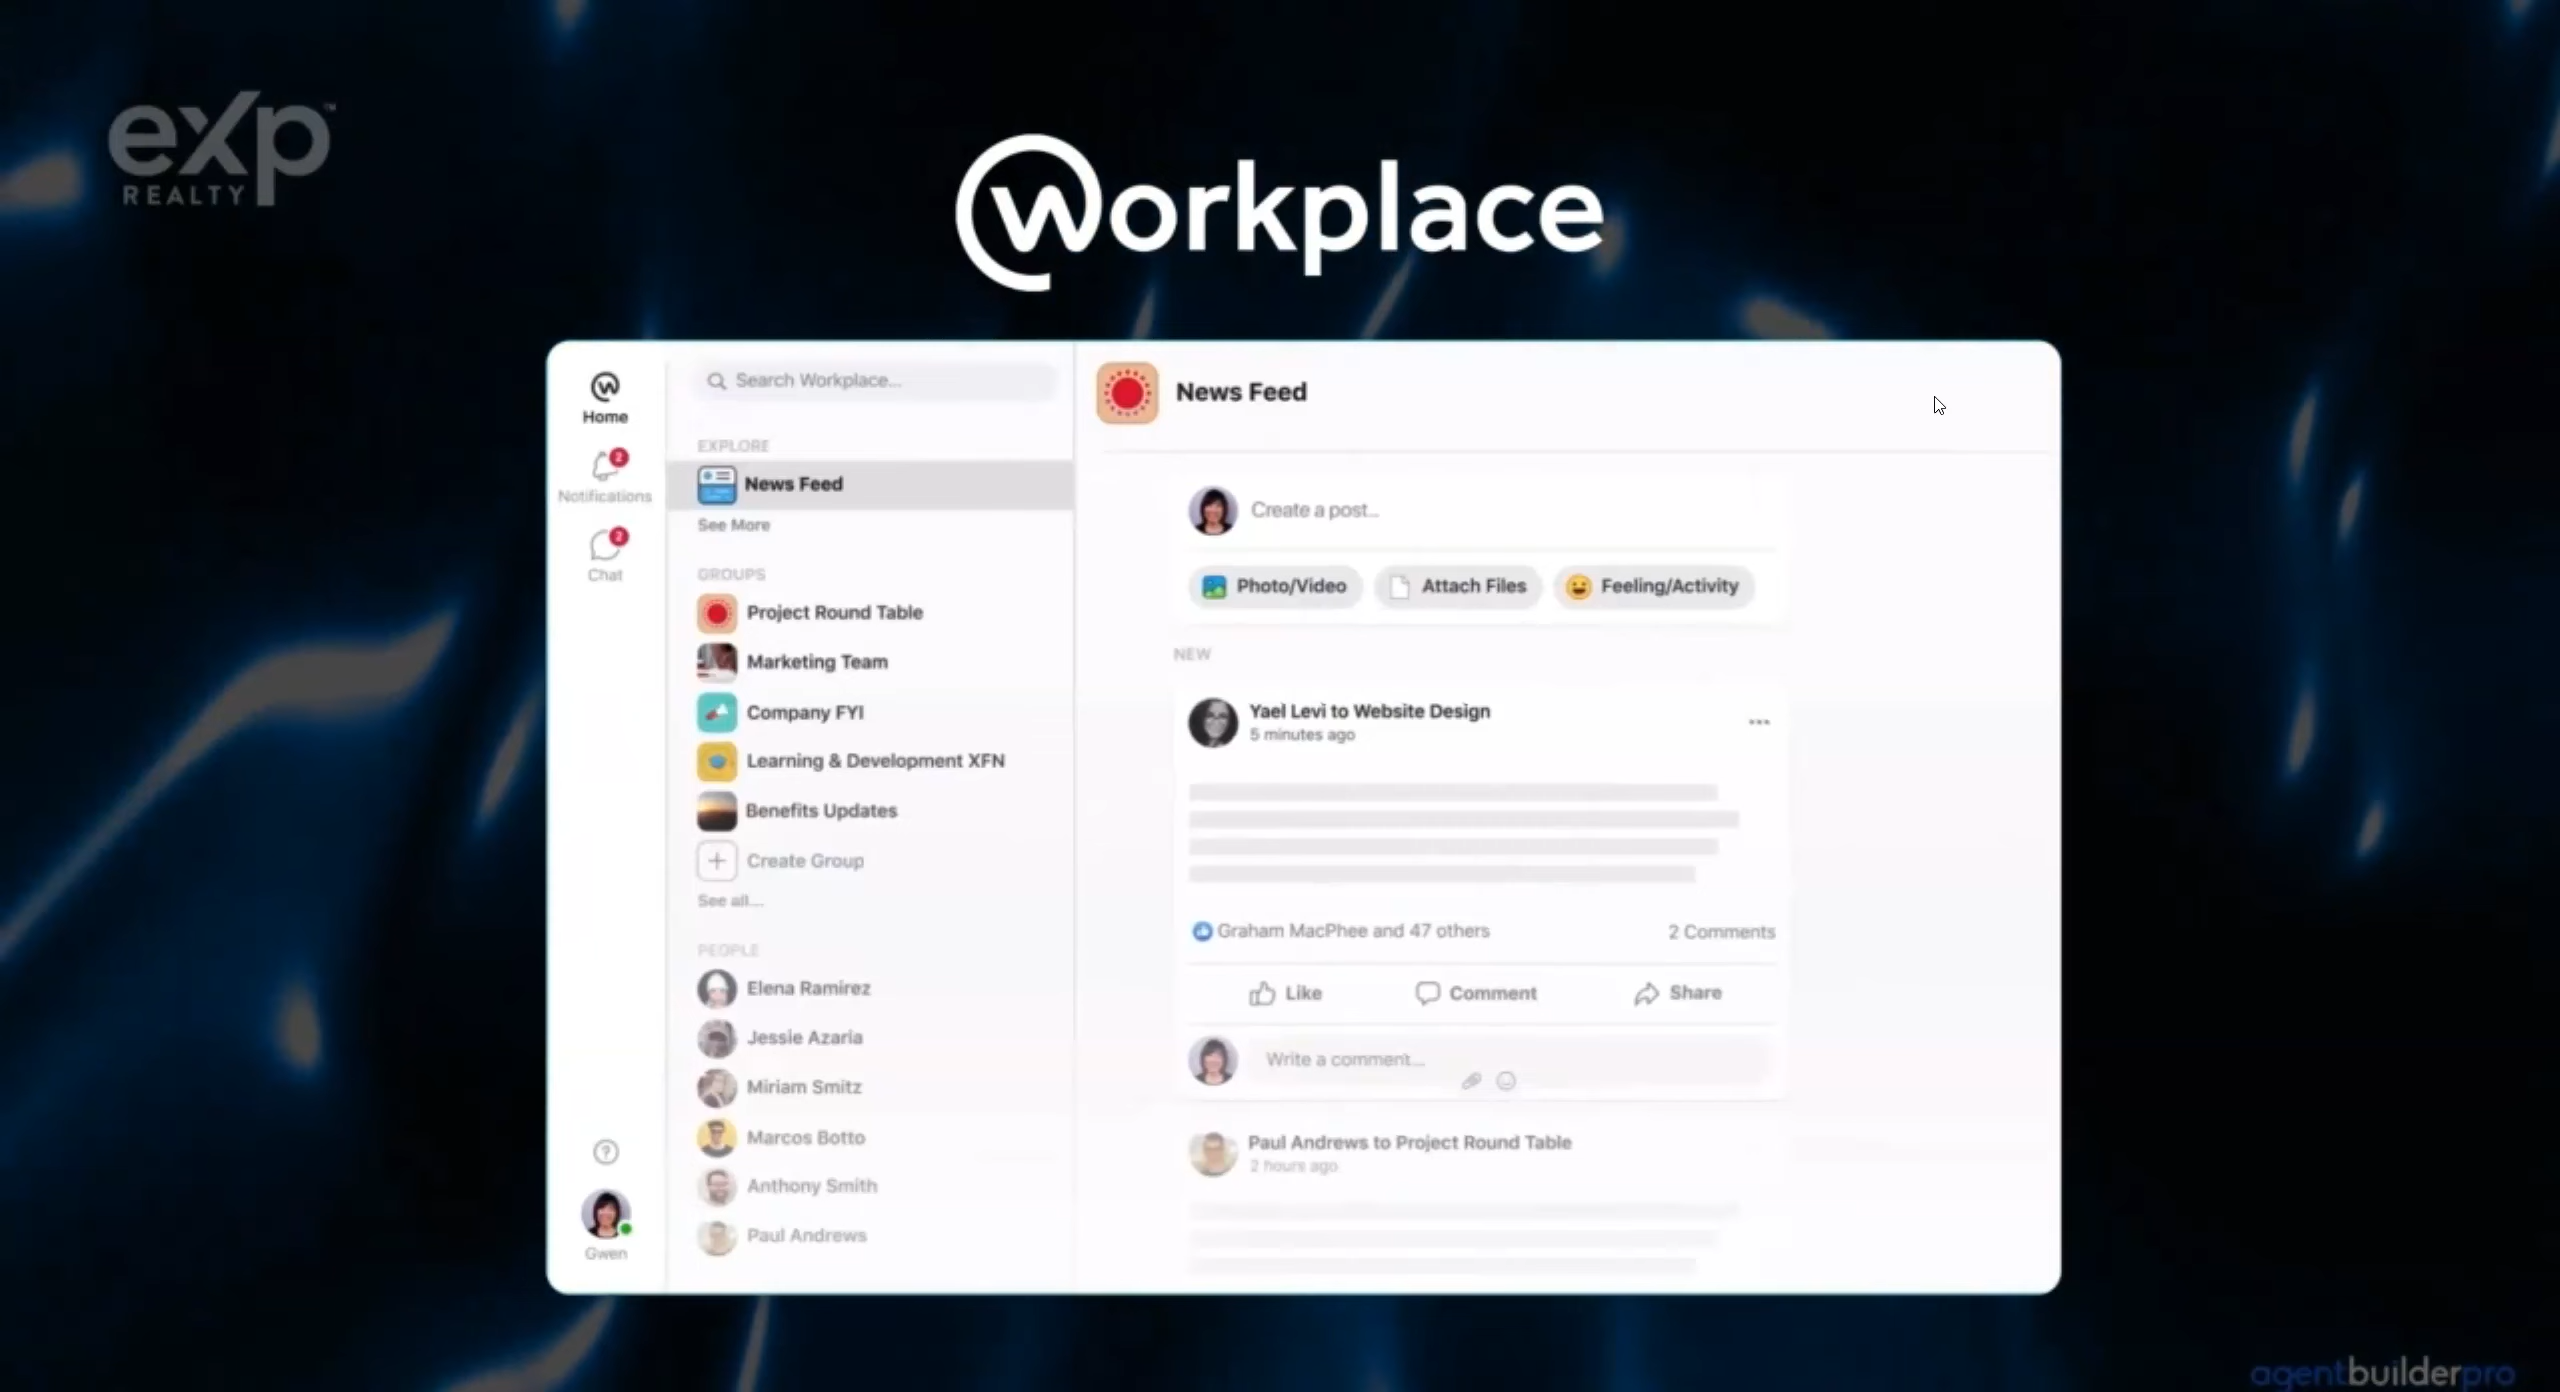 eXp™
REALTY
Workplace
Home
2
Notifications
2
Chat
?
Gwen
Search Workplace...
EXPLORE
News Feed
See More
GROUPS
Project Round Table
Marketing Team
Company FYI
Learning & Development XFN
Benefits Updates
Create Group
See all....
PEOPLE
Elena Ramirez
Jessie Azaria
Miriam Smitz
Marcos Botto
Anthony Smith
Paul Andrews
News Feed
Create a post...
Photo/Video Attach Files Feeling/Activity
NEW
Yael Levi to Website Design
5 minutes ago
Graham MacPhee and 47 others 2 Comments
Like Comment Share
Write a comment...
Paul Andrews to Project Round Table
2 hours ago
agentbuilderpro